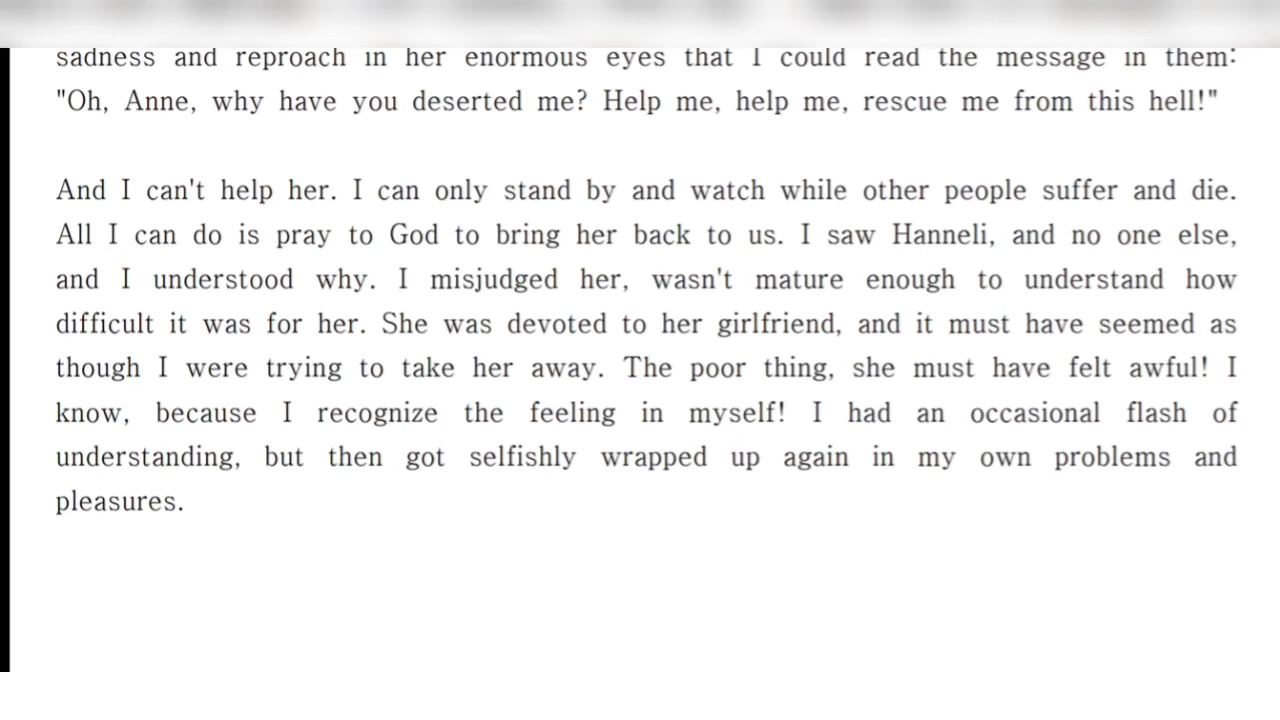 sadness and reproach in her enormous eyes that I could read the message in them:
"Oh, Anne, why have you deserted me? Help me, help me, rescue me from this hell!"
And I can't help her. I can only stand by and watch while other people suffer and die.
All I can do is pray to God to bring her back to us. I saw Hanneli, and no one else,
and I understood why. I misjudged her, wasn't mature enough to understand how
difficult it was for her. She was devoted to her girlfriend, and it must have seemed as
though I were trying to take her away. The poor thing, she must have felt awful! I
know, because I recognize the feeling in myself! I had an occasional flash of
understanding, but then got selfishly wrapped up again in my own problems and
pleasures.